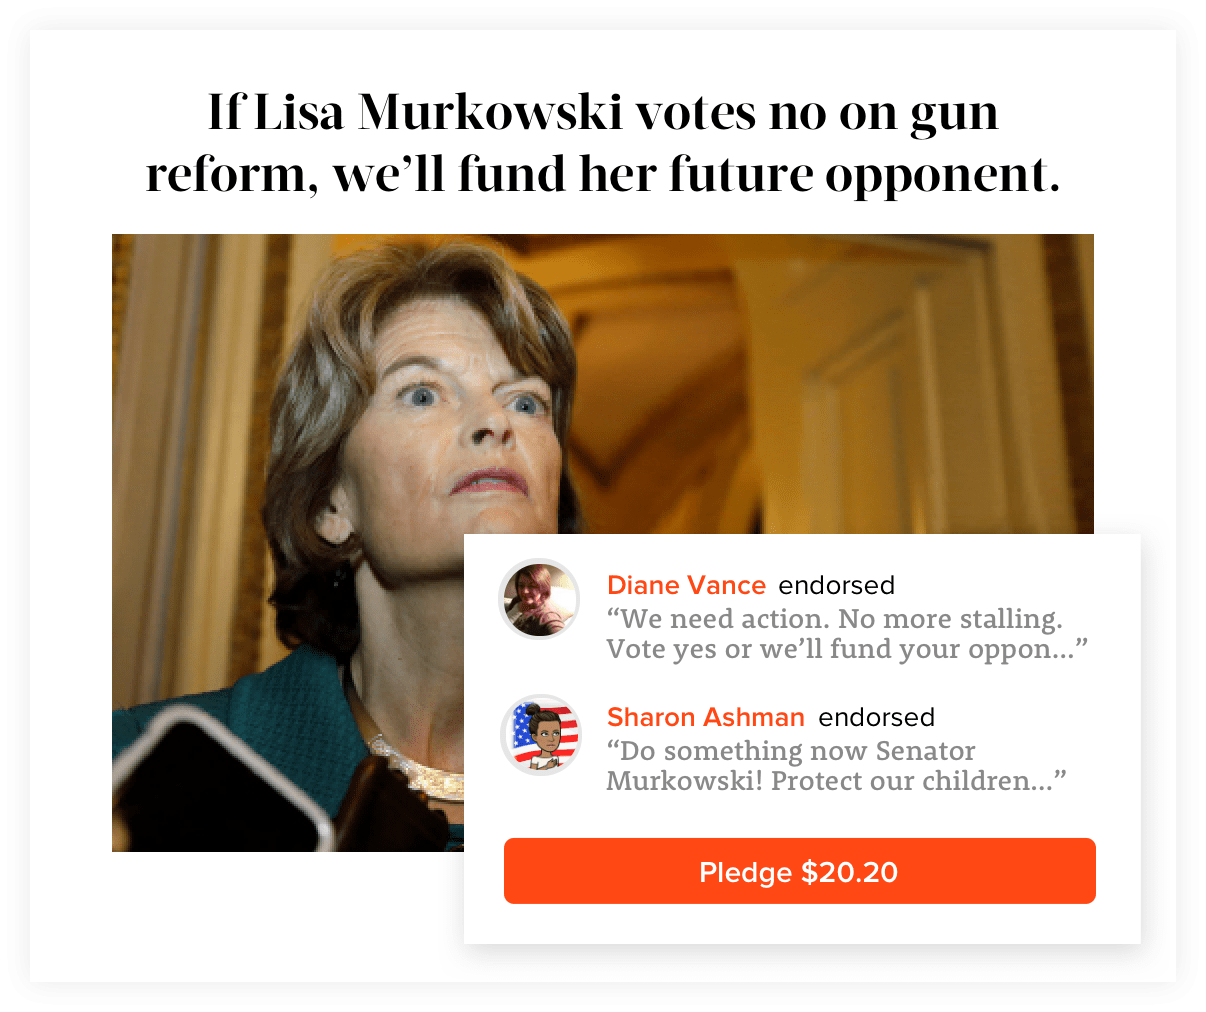 If Lisa Murkowski votes no on gun
reform, we’ll fund her future opponent.
Diane Vance endorsed
“We need action. No more stalling.
Vote yes or we’ll fund your oppon...”
Sharon Ashman endorsed
“Do something now Senator
Murkowski! Protect our children...”
Pledge $20.20